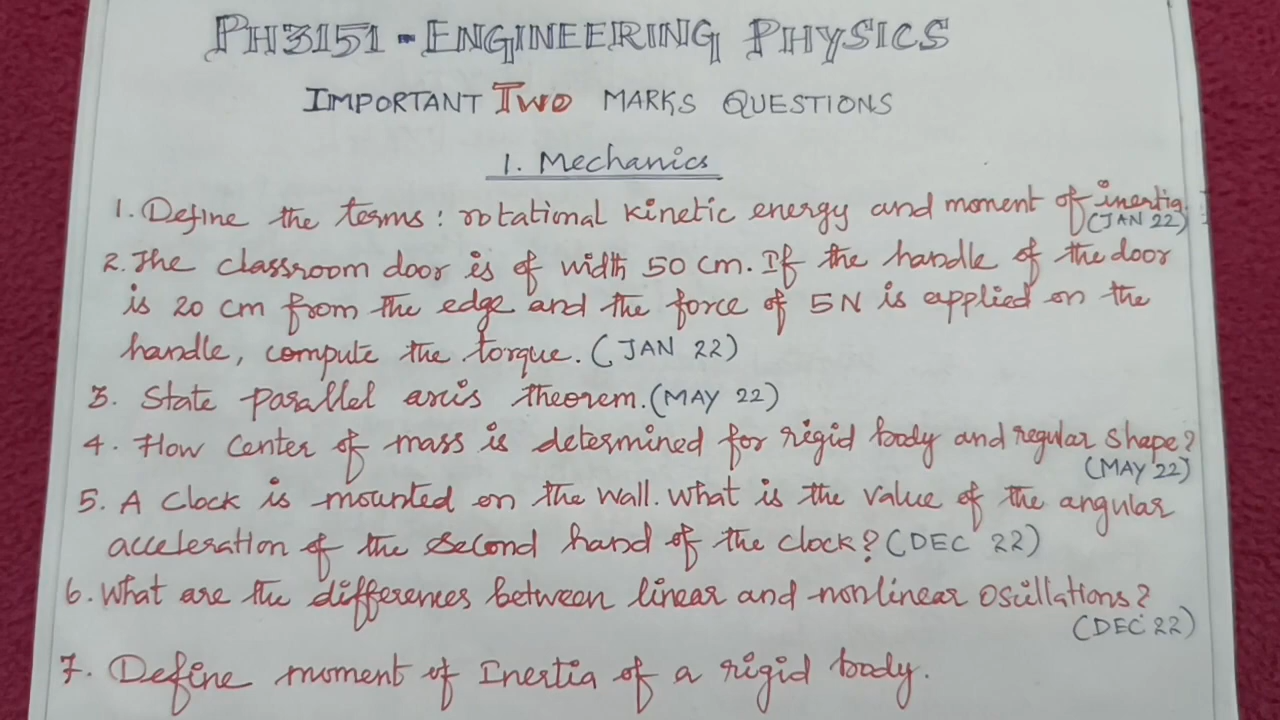 PH3151 - ENGINEERING PHYSICS
IMPORTANT TWO MARKS QUESTIONS
1. Mechanics
1. Define the terms: rotational kinetic energy and moment of inertia
(JAN 22)
2. The classroom door is of width 50 cm. If the handle of the door
is 20 cm from the edge and the force of 5N is applied on the
handle, compute the torque. (JAN 22)
3. State parallel axis theorem. (MAY 22)
4. How center of mass is determined for rigid body and regular shape?
(MAY 22)
5. A clock is mounted on the wall. What is the value of the angular
acceleration of the second hand of the clock? (DEC 22)
6. What are the differences between linear and nonlinear oscillations?
(DEC 22)
7. Define moment of Inertia of a rigid body.